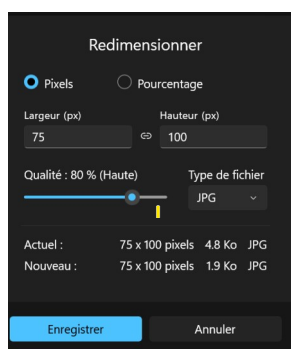 Redimensionner
Pixels Pourcentage
Largeur (px) Hauteur (px)
75 100
Qualité : 80 % (Haute) Type de fichier
JPG
Actuel : 75 x 100 pixels 4.8 Ko JPG
Nouveau : 75 x 100 pixels 1.9 Ko JPG
Enregistrer Annuler